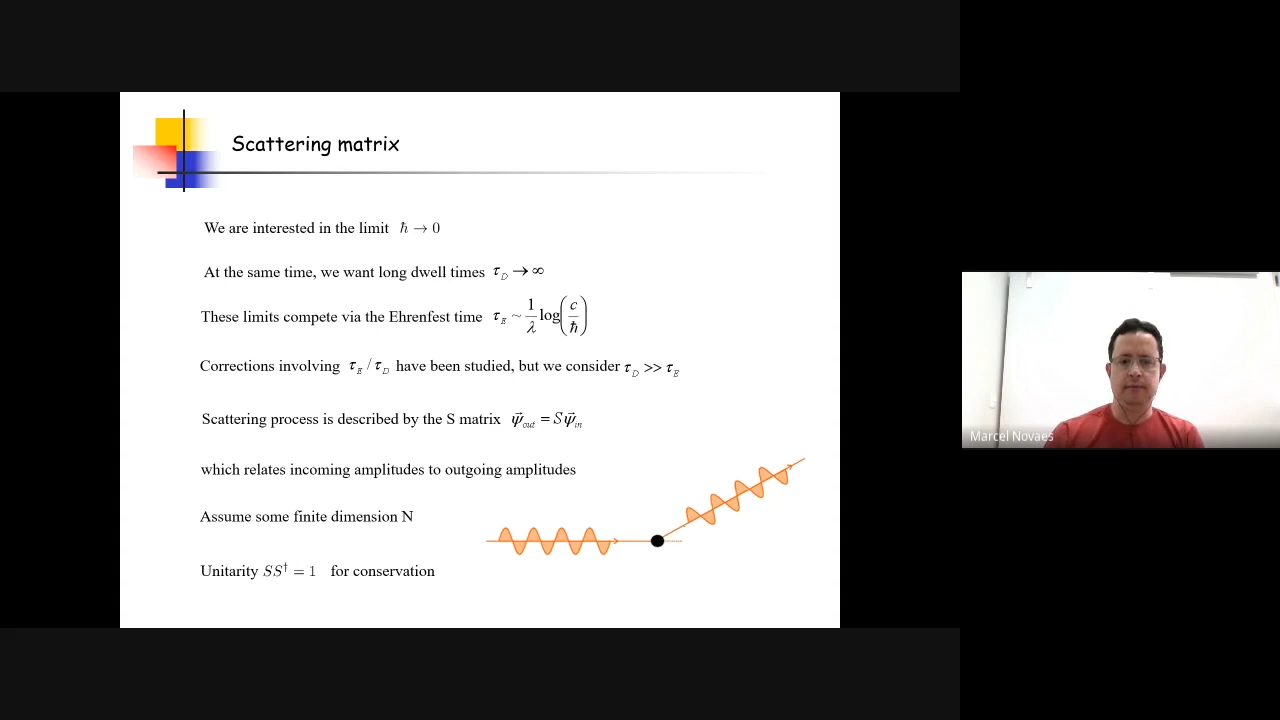 Scattering matrix
We are interested in the limit ℏ → 0
At the same time, we want long dwell times τ_D → ∞
These limits compete via the Ehrenfest time τ_E ~ 1/λ log(c/ℏ)
Corrections involving τ_E / τ_D have been studied, but we consider τ_D >> τ_E
Scattering process is described by the S matrix ψ⃗_out = Sψ⃗_in
which relates incoming amplitudes to outgoing amplitudes
Assume some finite dimension N
Unitarity SS† = 1 for conservation
Marcel Novaes